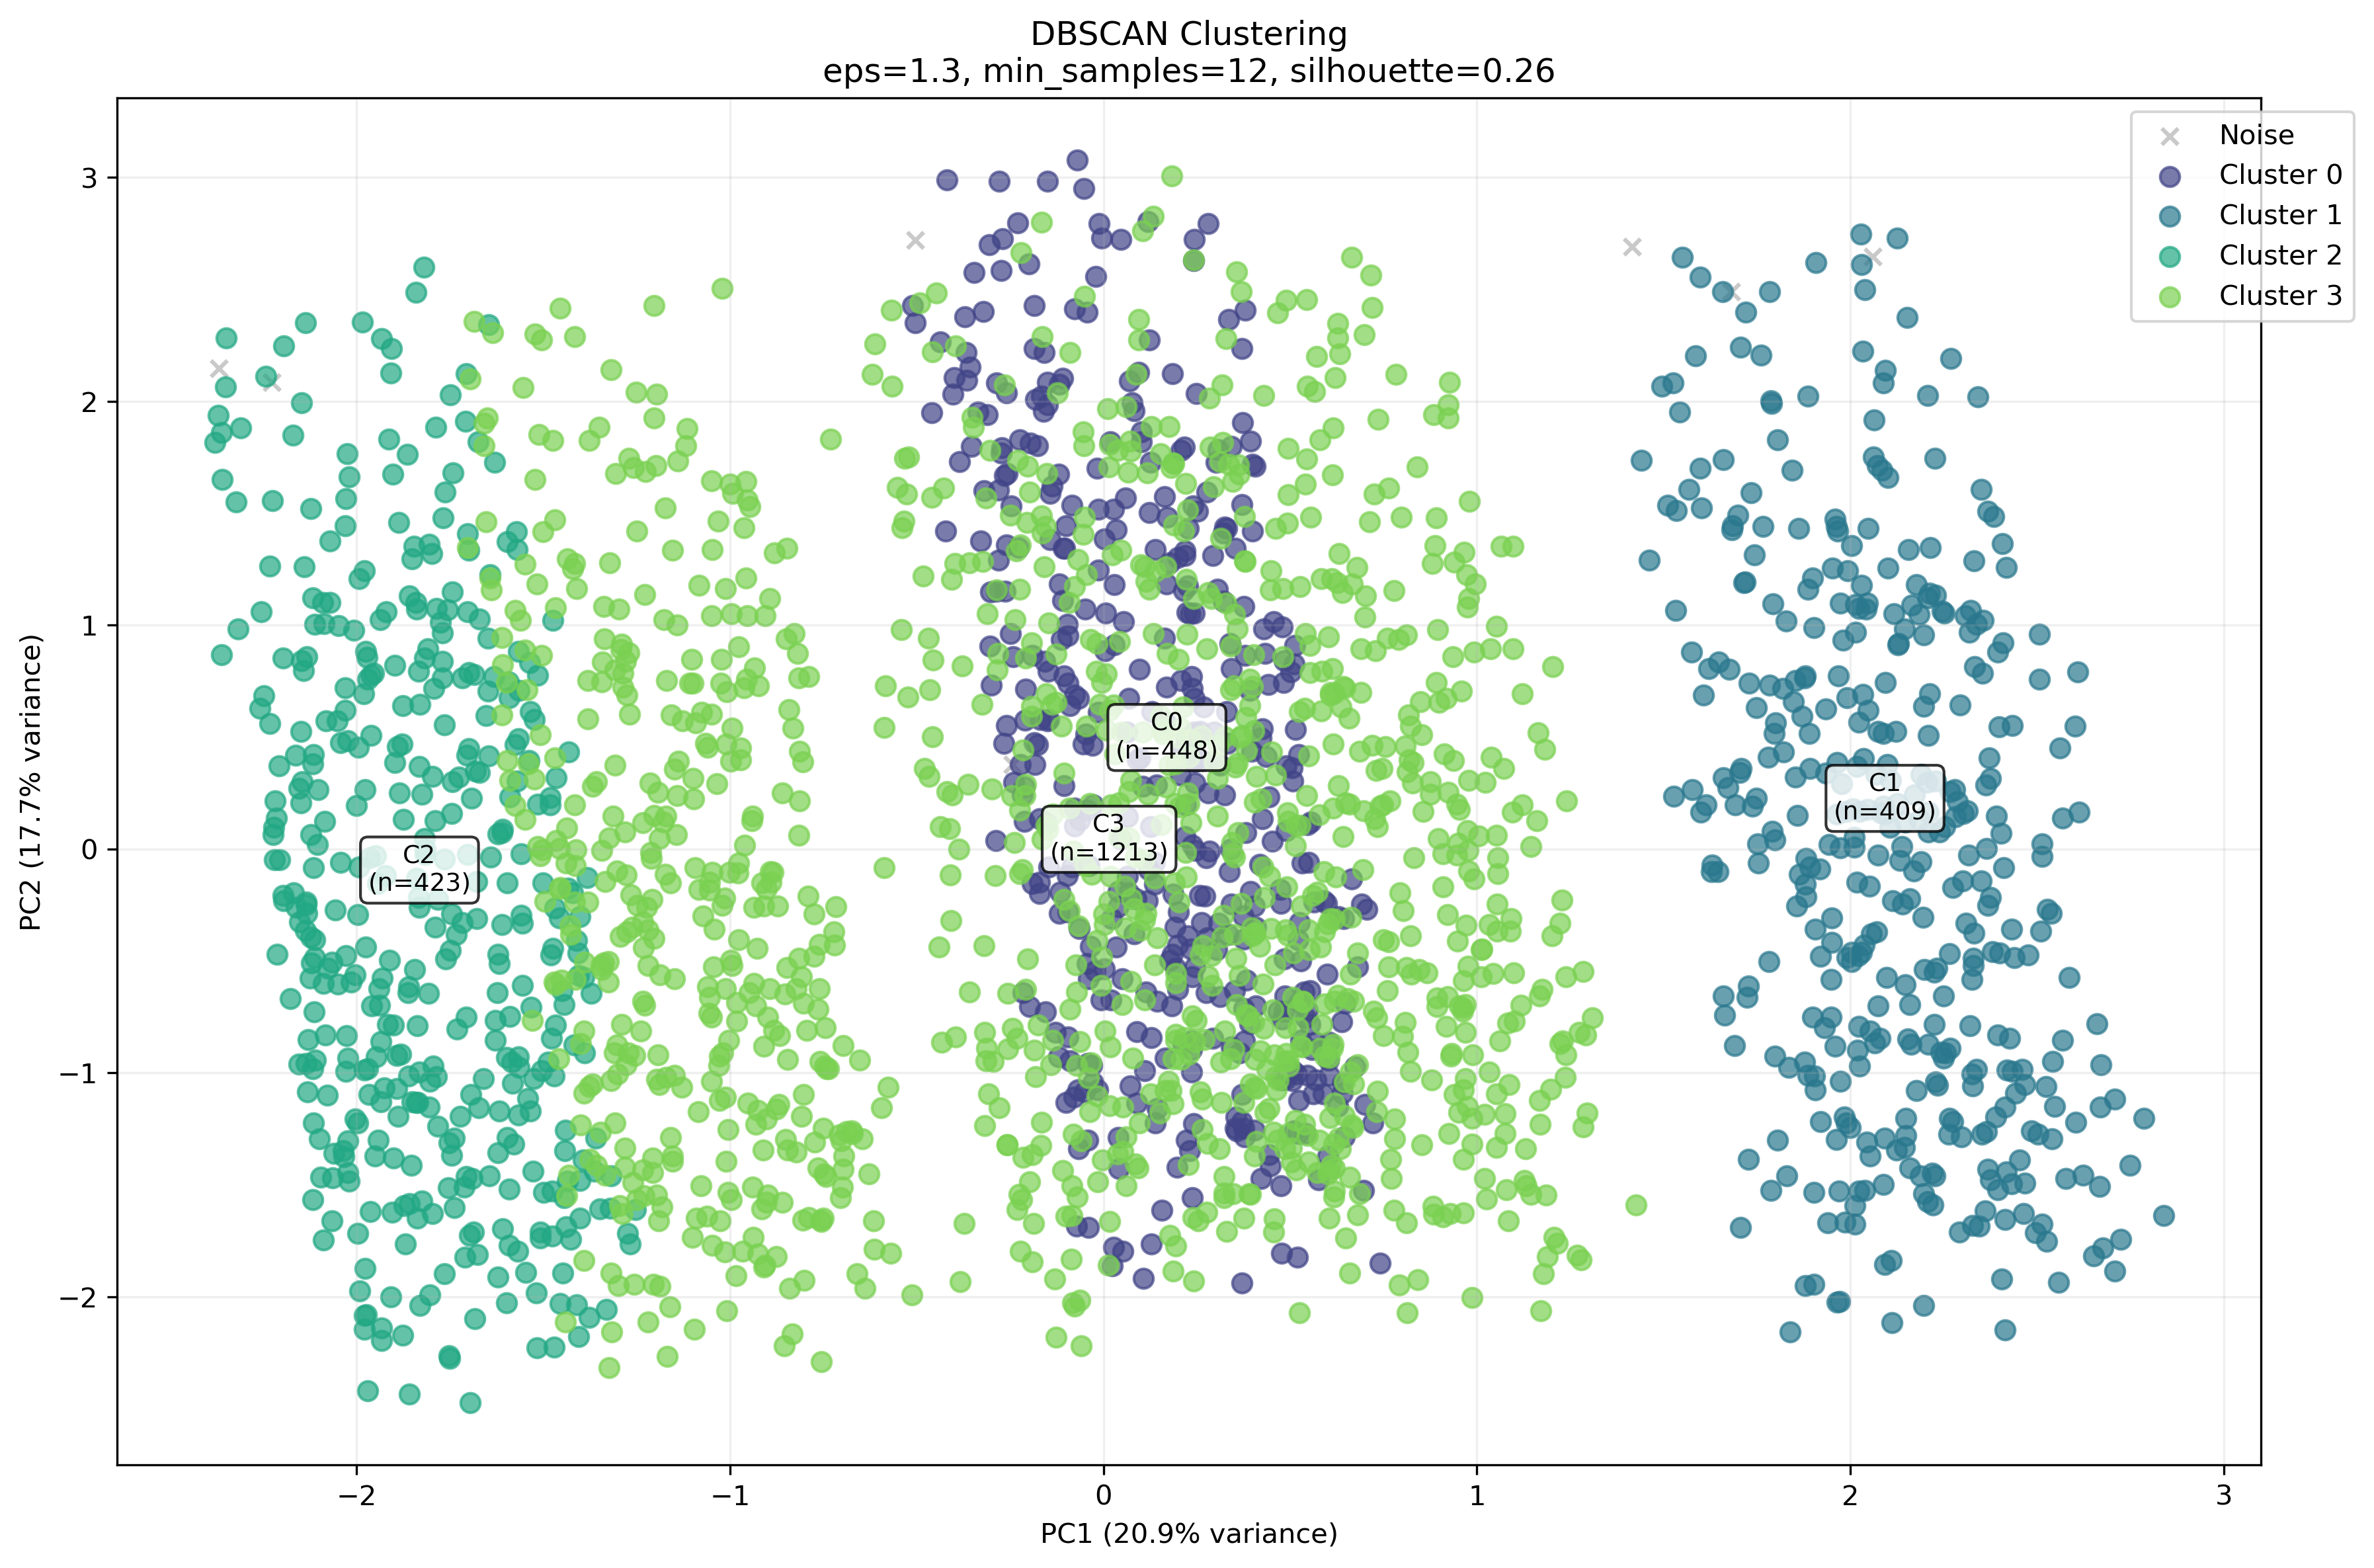 DBSCAN Clustering
eps=1.3, min_samples=12, silhouette=0.26
Noise
Cluster 0
Cluster 1
Cluster 2
Cluster 3
3
2
1
0
−1
−2
PC2 (17.7% variance)
C0
(n=448)
C1
(n=409)
C3
(n=1213)
C2
(n=423)
−2
−1
0
1
2
3
PC1 (20.9% variance)